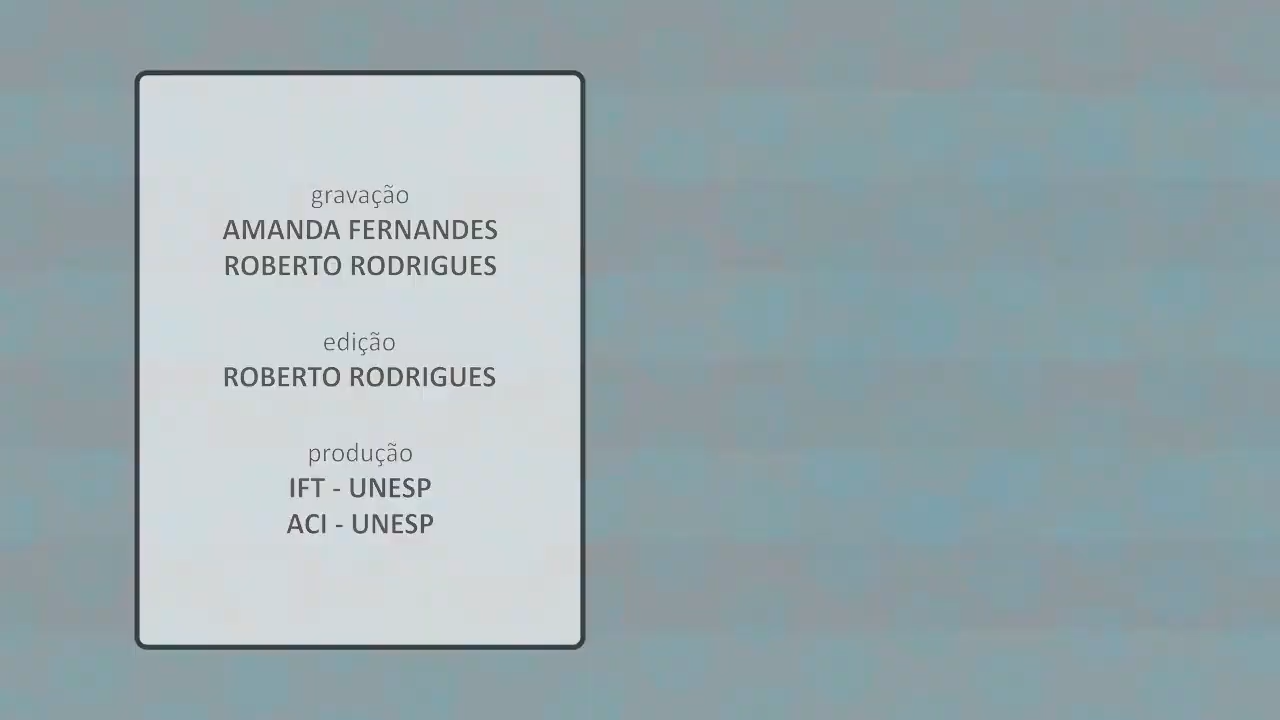 gravação
AMANDA FERNANDES
ROBERTO RODRIGUES
edição
ROBERTO RODRIGUES
produção
IFT - UNESP
ACI - UNESP